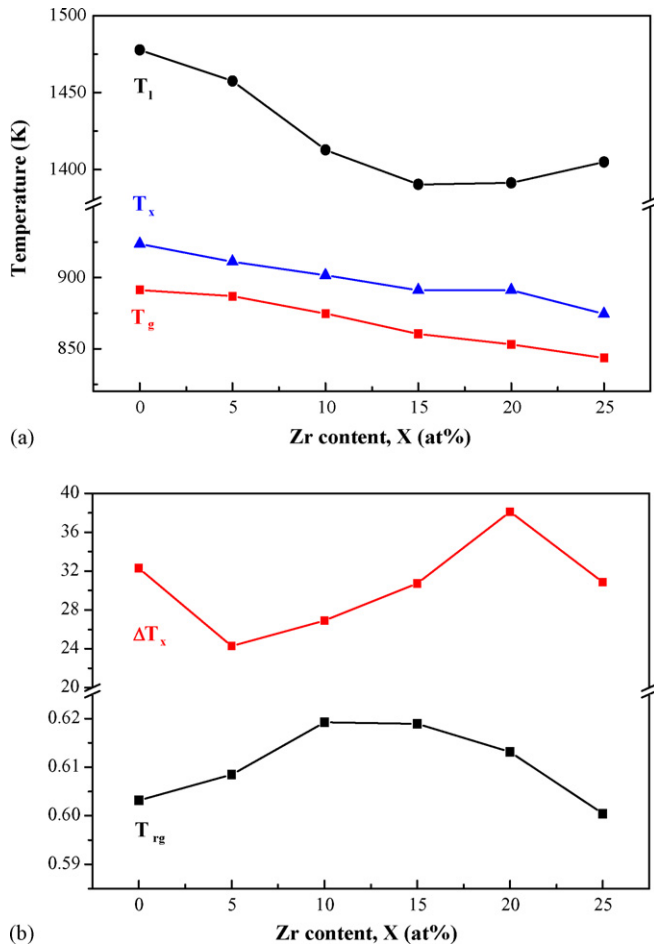 1500
1450
1400
900
850
Temperature (K)
T_l
T_x
T_g
0 5 10 15 20 25
(a)
Zr content, X (at%)
40
36
32
28
24
20
0.62
0.61
0.60
0.59
ΔT_x
T_rg
0 5 10 15 20 25
(b)
Zr content, X (at%)